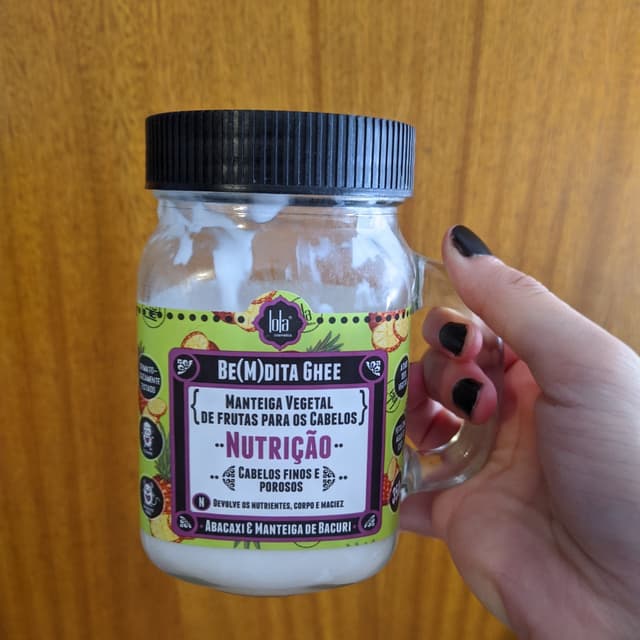 lola
cosmetics
BE(M)DITA GHEE
MANTEIGA VEGETAL
DE FRUTAS PARA OS CABELOS
NUTRIÇÃO
CABELOS FINOS E
POROSOS
N DEVOLVE OS NUTRIENTES, CORPO E MACIEZ
ABACAXI & MANTEIGA DE BACURI